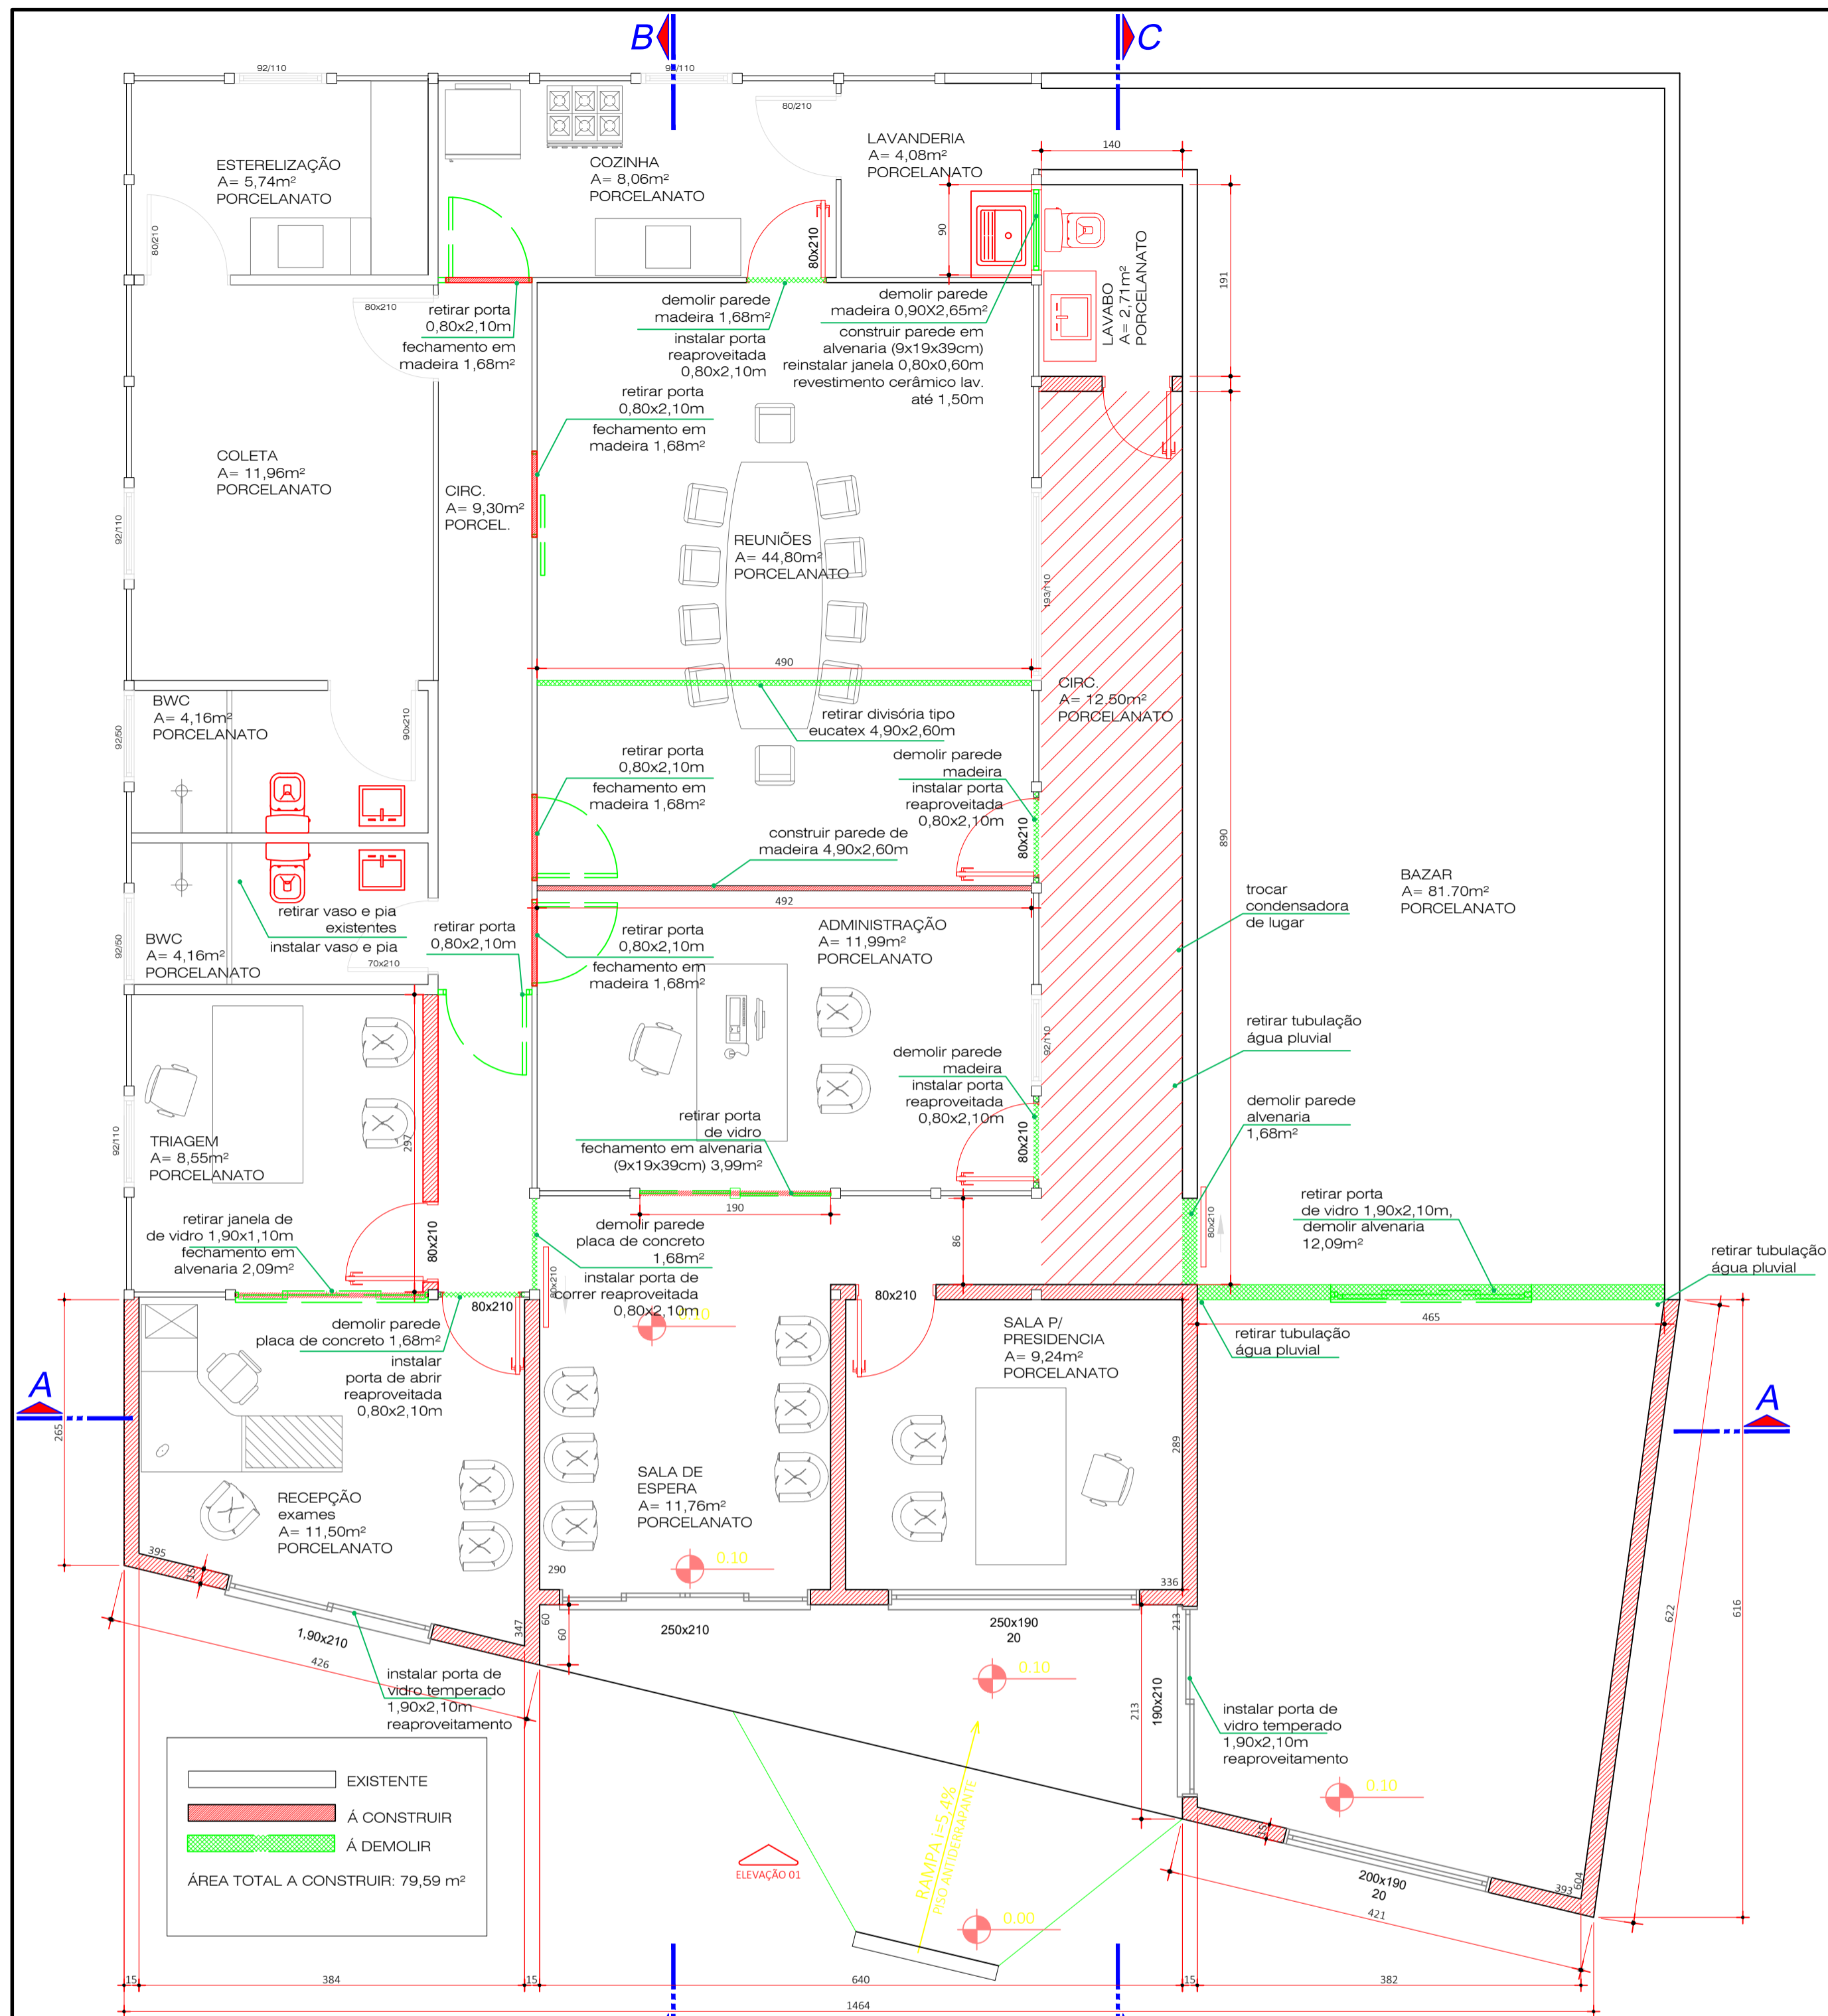 B
C
92/110
92/110
80/210
LAVANDERIA
A= 4,08m²
PORCELANATO
140
ESTERELIZAÇÃO
A= 5,74m²
PORCELANATO
COZINHA
A= 8,06m²
PORCELANATO
80/210
80x210
90
LAVABO
A= 2,71m²
PORCELANATO
191
80x210
retirar porta
0,80x2,10m
fechamento em
madeira 1,68m²
demolir parede
madeira 1,68m²
instalar porta
reaproveitada
0,80x2,10m
demolir parede
madeira 0,90X2,65m²
construir parede em
alvenaria (9x19x39cm)
reinstalar janela 0,80x0,60m
revestimento cerâmico lav.
até 1,50m
retirar porta
0,80x2,10m
fechamento em
madeira 1,68m²
COLETA
A= 11,96m²
PORCELANATO
CIRC.
A= 9,30m²
PORCEL.
92/110
REUNIÕES
A= 44,80m²
PORCELANATO
193/110
490
CIRC.
A= 12,50m²
PORCELANATO
BWC
A= 4,16m²
PORCELANATO
92/50
90x210
retirar divisória tipo
eucatex 4,90x2,60m
retirar porta
0,80x2,10m
fechamento em
madeira 1,68m²
demolir parede
madeira
instalar porta
reaproveitada
0,80x2,10m
80x210
construir parede de
madeira 4,90x2,60m
890
BAZAR
A= 81.70m²
PORCELANATO
trocar
condensadora
de lugar
492
retirar vaso e pia
existentes
instalar vaso e pia
BWC
A= 4,16m²
PORCELANATO
92/50
70x210
retirar porta
0,80x2,10m
retirar porta
0,80x2,10m
fechamento em
madeira 1,68m²
ADMINISTRAÇÃO
A= 11,99m²
PORCELANATO
92/110
retirar tubulação
água pluvial
demolir parede
madeira
instalar porta
reaproveitada
0,80x2,10m
80x210
demolir parede
alvenaria
1,68m²
retirar porta
de vidro
fechamento em alvenaria
(9x19x39cm) 3,99m²
TRIAGEM
A= 8,55m²
PORCELANATO
92/110
297
190
86
80x210
80x210
retirar janela de
de vidro 1,90x1,10m
fechamento em
alvenaria 2,09m²
demolir parede
placa de concreto
1,68m²
instalar porta de
correr reaproveitada
0,80x2,10m
80x210
retirar porta
de vidro 1,90x2,10m,
demolir alvenaria
12,09m²
retirar tubulação
água pluvial
80x210
80x210
0.10
465
demolir parede
placa de concreto 1,68m²
instalar
porta de abrir
reaproveitada
0,80x2,10m
SALA P/
PRESIDENCIA
A= 9,24m²
PORCELANATO
retirar tubulação
água pluvial
A
A
265
289
RECEPÇÃO
exames
A= 11,50m²
PORCELANATO
SALA DE
ESPERA
A= 11,76m²
PORCELANATO
395
15
290
0.10
336
622
616
347
60
60
213
1,90x210
426
250x210
250x190
20
0.10
213
190x210
instalar porta de
vidro temperado
1,90x2,10m
reaproveitamento
instalar porta de
vidro temperado
1,90x2,10m
reaproveitamento
EXISTENTE
Á CONSTRUIR
Á DEMOLIR
ÁREA TOTAL A CONSTRUIR: 79,59 m²
RAMPA i=5,4%
PISO ANTIDERRAPANTE
0.10
ELEVAÇÃO 01
0.00
15
200x190
20
393
604
421
15
384
15
640
15
382
1464